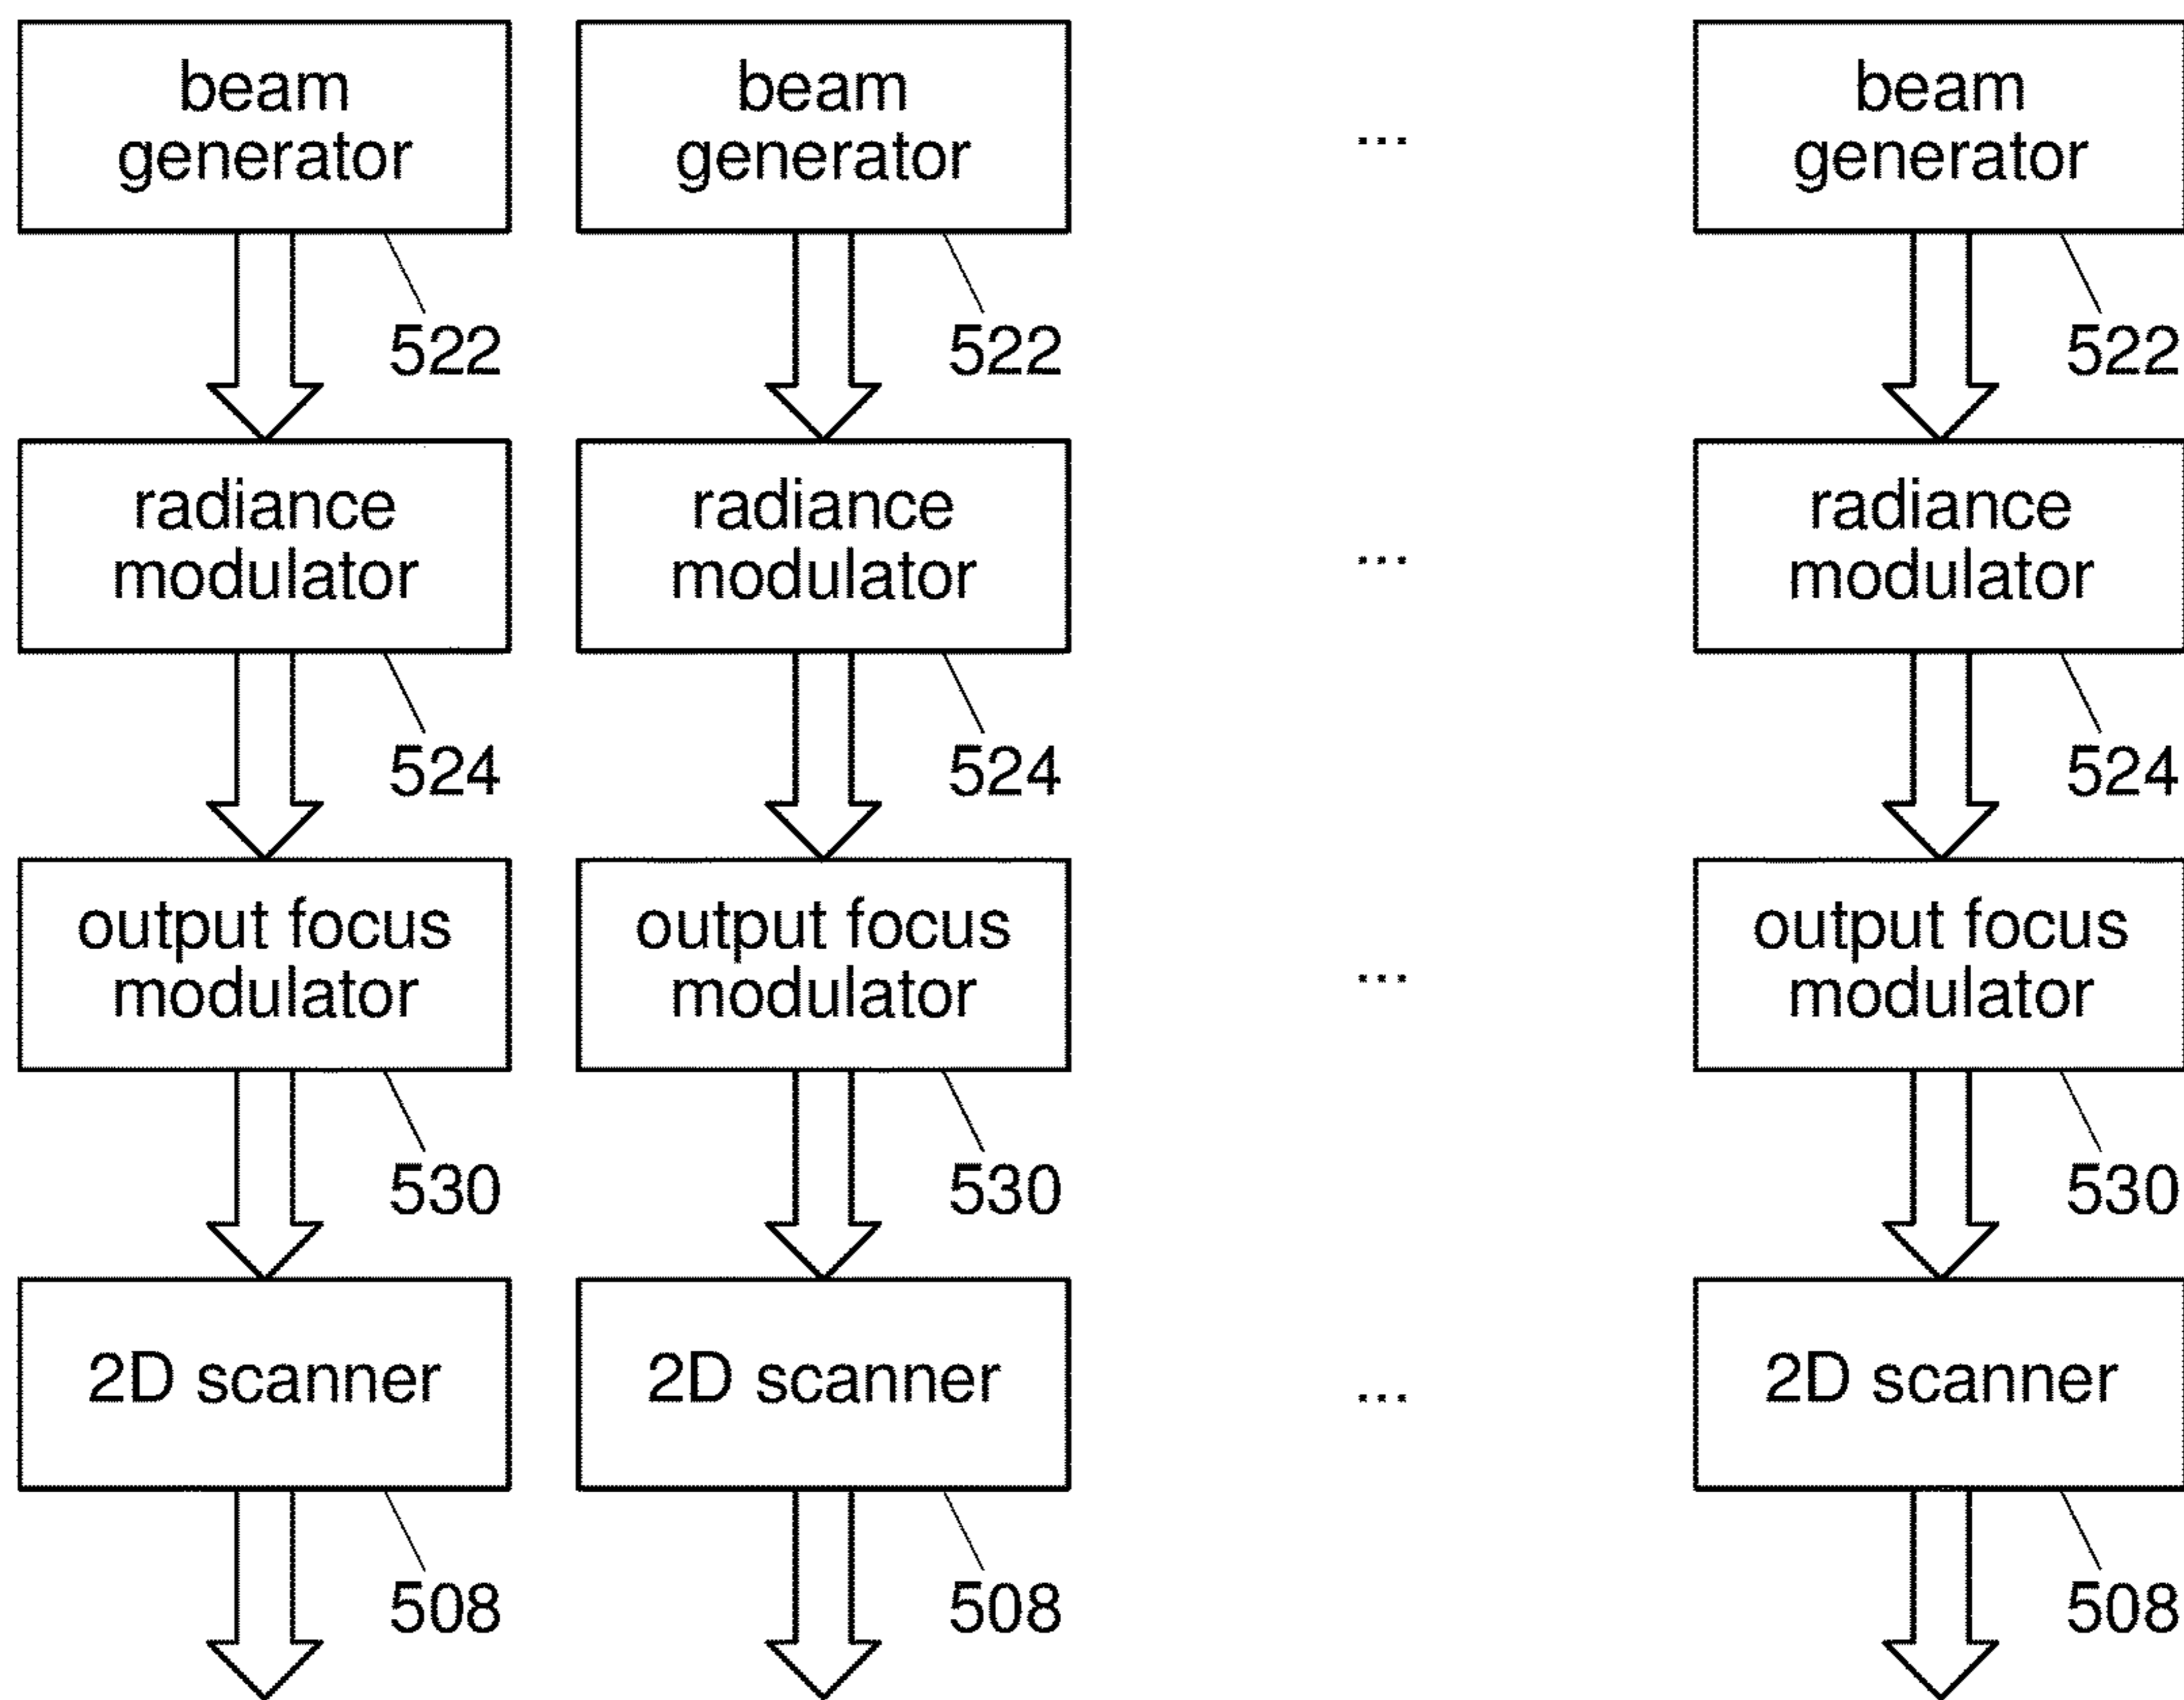 beam beam beam
generator generator ... generator
522 522 522
radiance radiance radiance
modulator modulator ... modulator
524 524 524
output focus output focus output focus
modulator modulator ... modulator
530 530 530
2D scanner 2D scanner ... 2D scanner
508 508 508